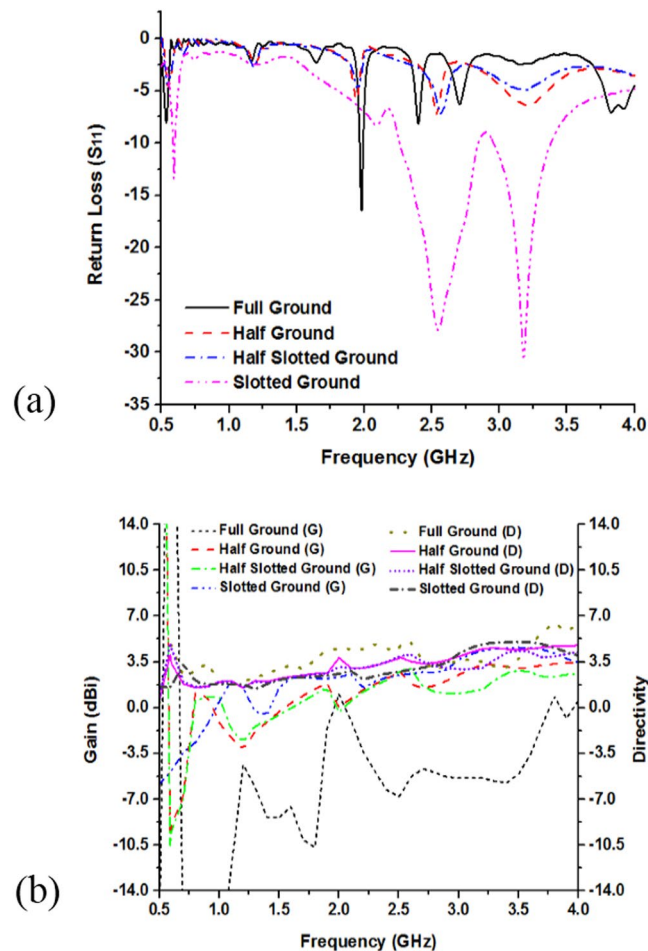 (a)
Return Loss (S11)
0
-5
-10
-15
-20
-25
-30
-35
Full Ground
Half Ground
Half Slotted Ground
Slotted Ground
0.5 1.0 1.5 2.0 2.5 3.0 3.5 4.0
Frequency (GHz)
(b)
Gain (dBi)
14.0
10.5
7.0
3.5
0.0
-3.5
-7.0
-10.5
-14.0
Full Ground (G)
Half Ground (G)
Half Slotted Ground (G)
Slotted Ground (G)
Full Ground (D)
Half Ground (D)
Half Slotted Ground (D)
Slotted Ground (D)
14.0
10.5
7.0
3.5
0.0
-3.5
-7.0
-10.5
-14.0
Directivity
0.5 1.0 1.5 2.0 2.5 3.0 3.5 4.0
Frequency (GHz)